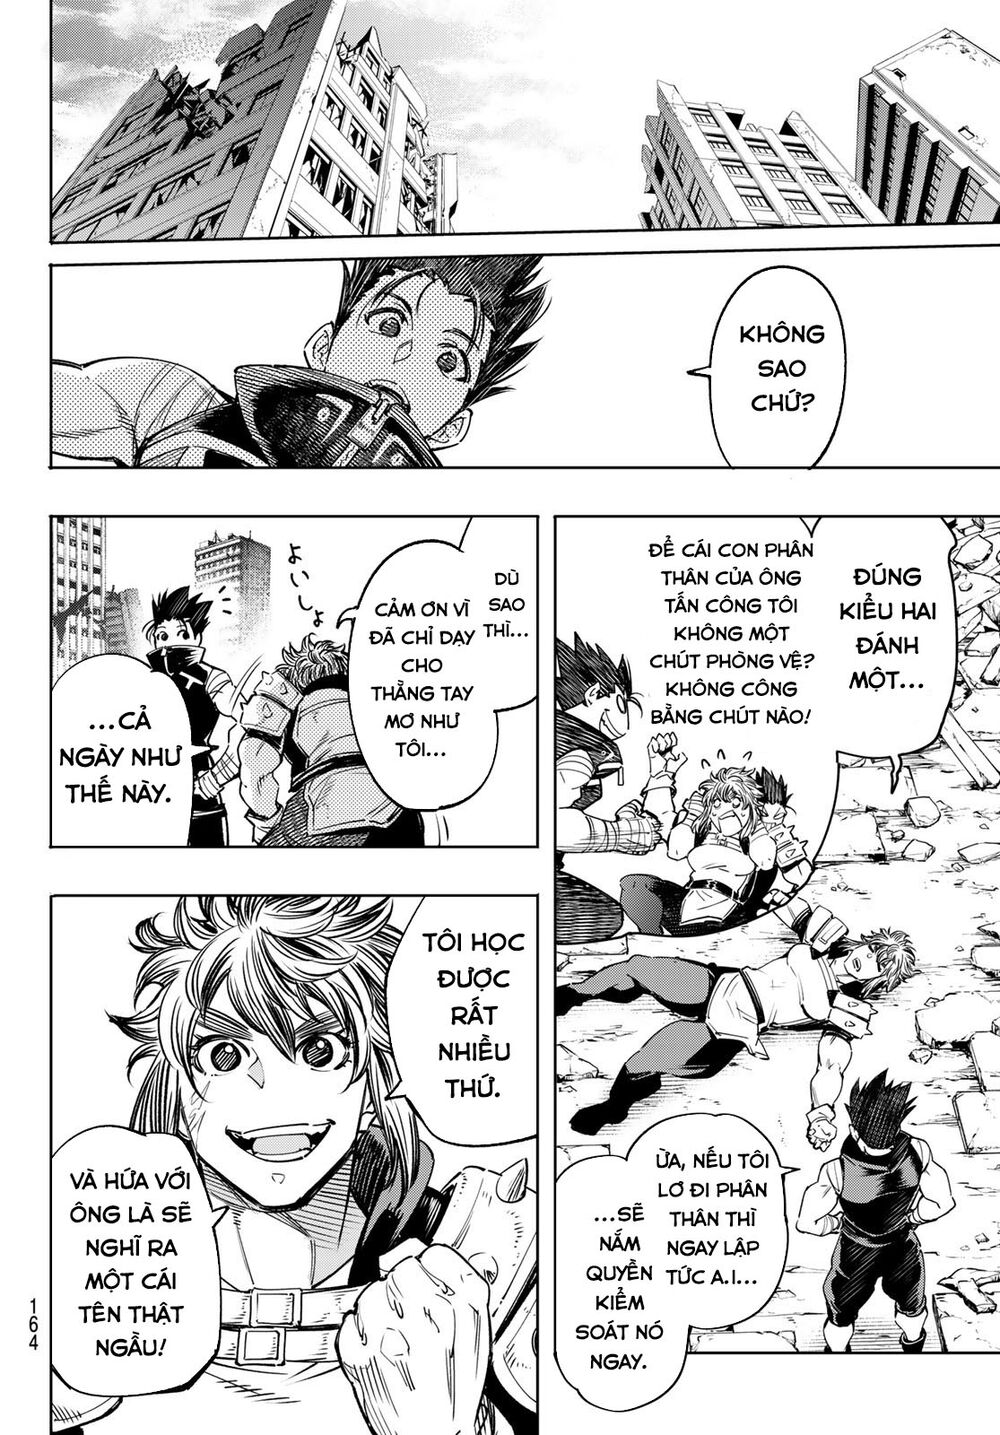 KHÔNG
SAO
CHỨ?
ĐÚNG
KIỂU HAI
ĐÁNH
MỘT...
ĐỂ CÁI CON PHÂN
THÂN CỦA ÔNG
TẤN CÔNG TÔI
KHÔNG MỘT
CHÚT PHÒNG VỆ?
KHÔNG CÔNG
BẰNG CHÚT NÀO!
ỪA, NẾU TÔI
LƠ ĐI PHÂN
THÂN THÌ
NGAY LẬP
TỨC A.I...
...SẼ
NẮM
QUYỀN
KIỂM
SOÁT NÓ
NGAY.
DÙ
SAO
THÌ...
CẢM ƠN VÌ
ĐÃ CHỈ DẠY
CHO
THẰNG TAY
MƠ NHƯ
TÔI...
よいしょ
...CẢ
NGÀY NHƯ
THẾ NÀY.
TÔI HỌC
ĐƯỢC
RẤT
NHIỀU
THỨ.
VÀ HỨA VỚI
ÔNG LÀ SẼ
NGHĨ RA
MỘT CÁI
TÊN THẬT
NGẦU!
164